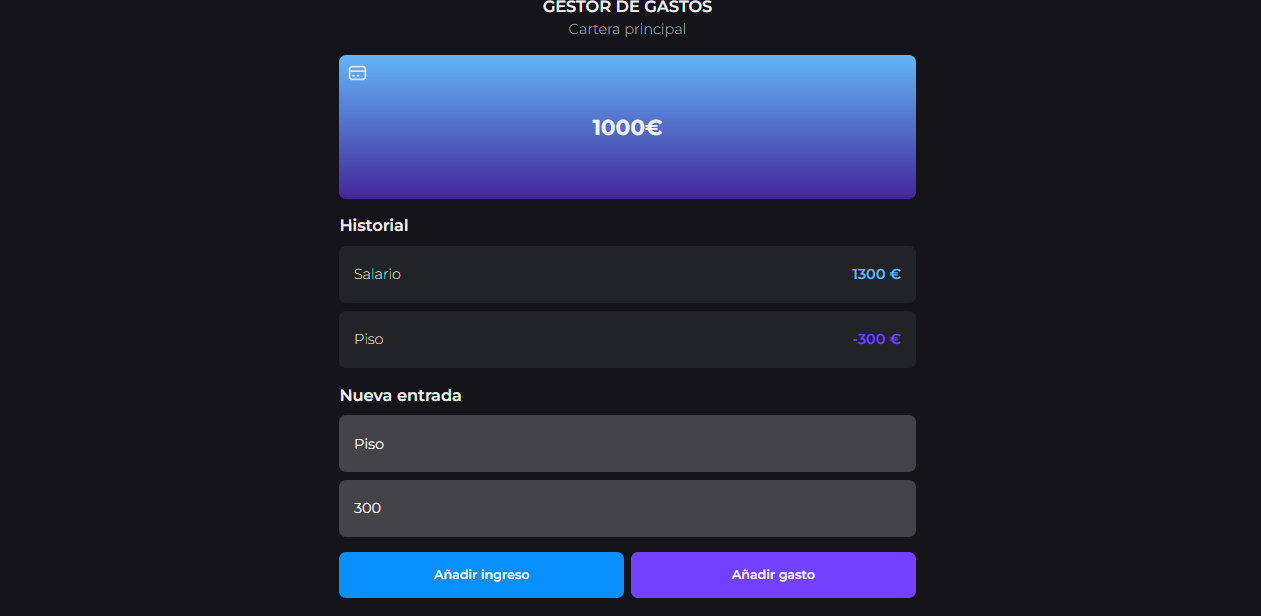 GESTOR DE GASTOS
Cartera principal
1000€
Historial
Salario 1300 €
Piso -300 €
Nueva entrada
Piso
300
Añadir ingreso Añadir gasto